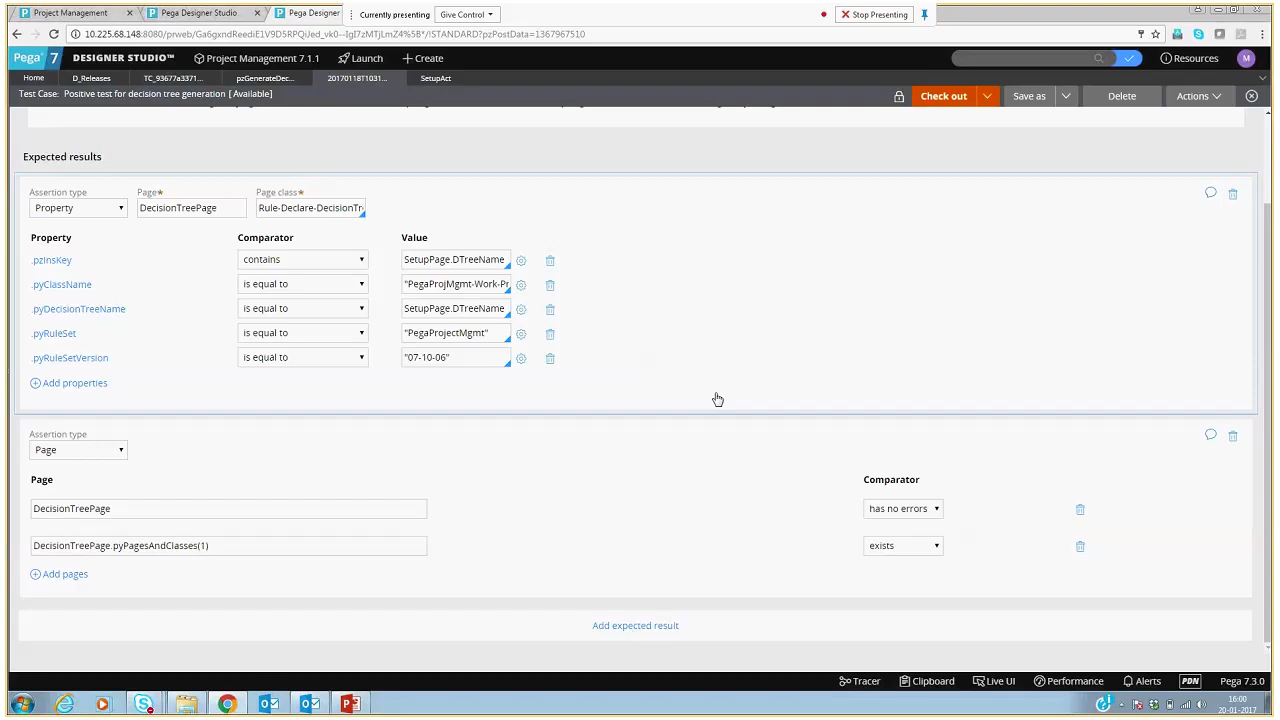 Project Management
Pega Designer Studio
Pega Designer
Currently presenting
Give Control
Stop Presenting
10.225.68.148:8080/prweb/Ga6gxndReediE1V9D5RPQiJed_vk0--IgI7zMTjLmZ4%5B*/!STANDARD?pzPostData=1367967510
Pega 7 DESIGNER STUDIO™ Project Management 7.1.1 Launch Create Resources M
Home D_Releases TC_93677a3371... pzGenerateDec... 20170118T1031... SetupAct
Test Case: Positive test for decision tree generation [Available] Check out Save as Delete Actions
Expected results
Assertion type Page* Page class*
Property DecisionTreePage Rule-Declare-DecisionTr
Property Comparator Value
.pzInsKey contains SetupPage.DTreeName
.pyClassName is equal to "PegaProjMgmt-Work-Pr
.pyDecisionTreeName is equal to SetupPage.DTreeName
.pyRuleSet is equal to "PegaProjectMgmt"
.pyRuleSetVersion is equal to "07-10-06"
Add properties
Assertion type
Page
Page Comparator
DecisionTreePage has no errors
DecisionTreePage.pyPagesAndClasses(1) exists
Add pages
Add expected result
Tracer Clipboard Live UI Performance Alerts PDN Pega 7.3.0
16:00
20-01-2017